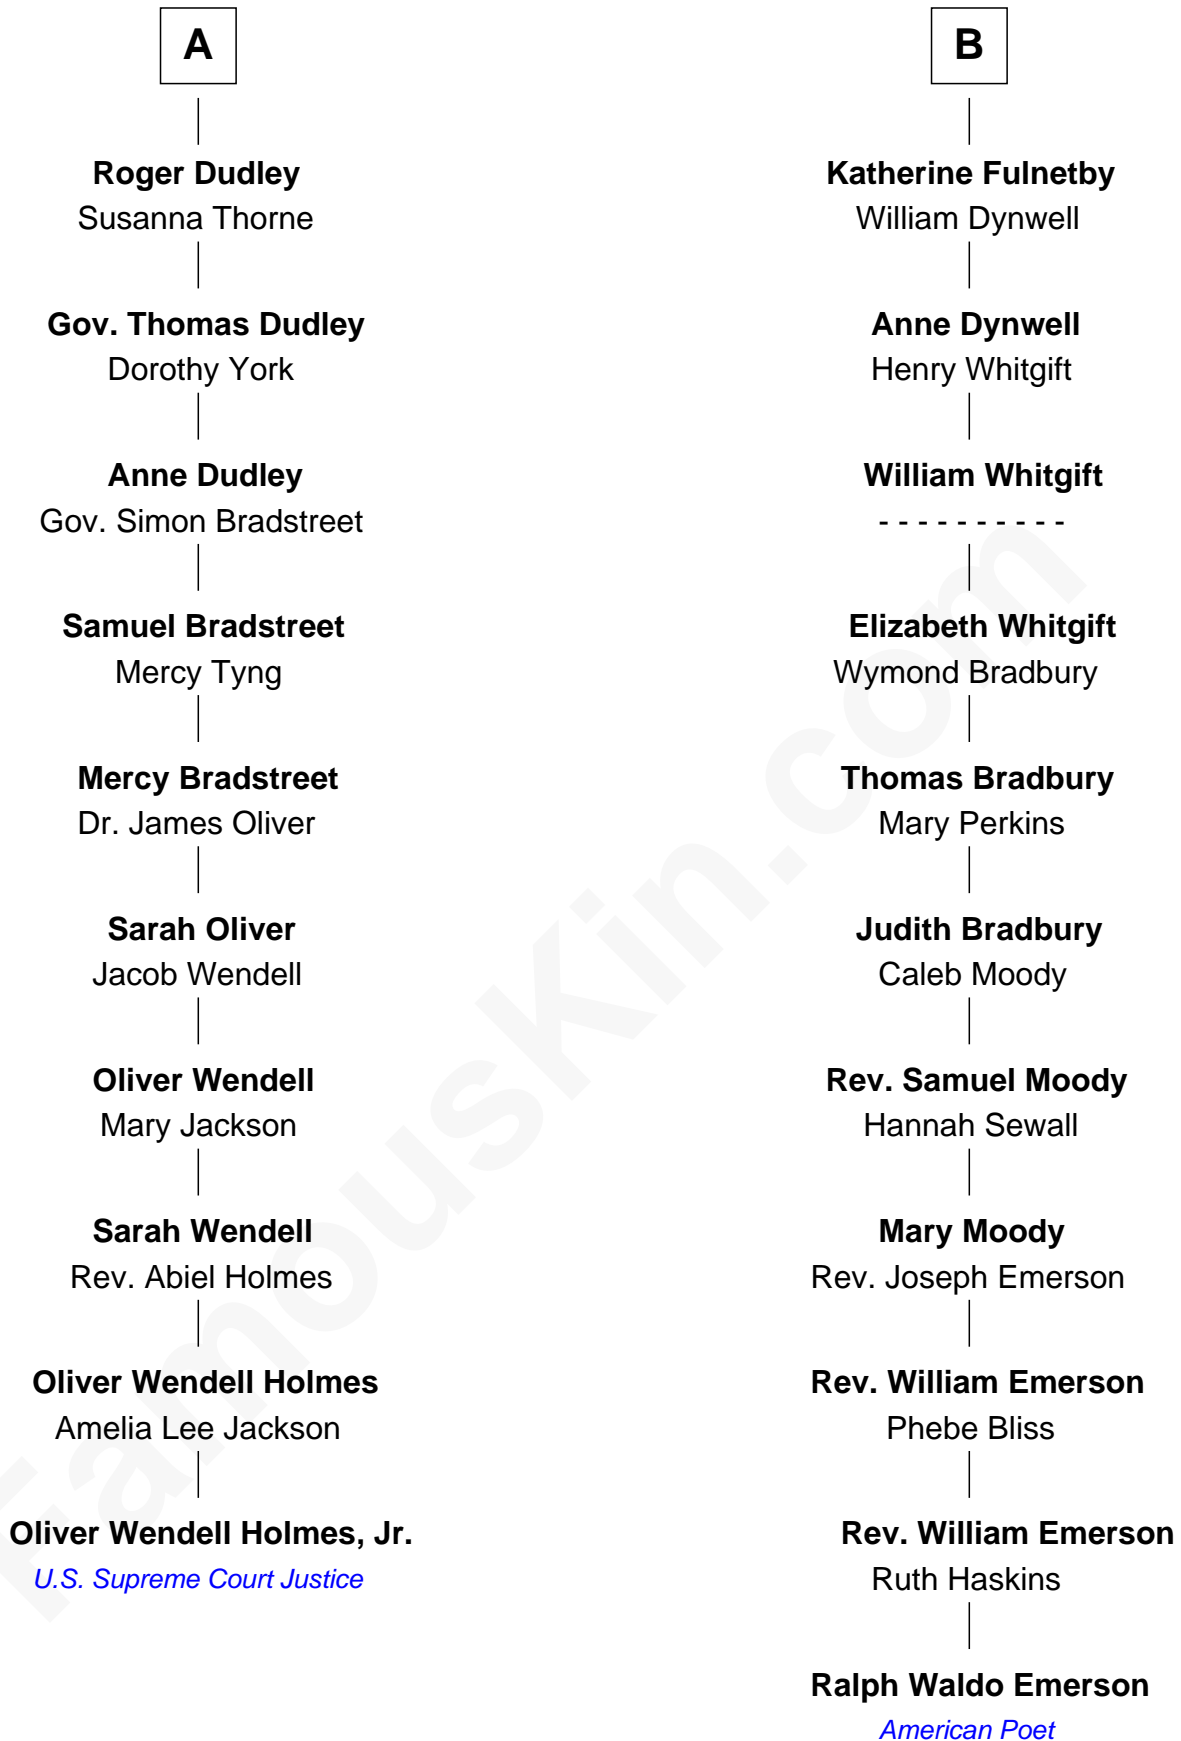 A
Roger Dudley
Susanna Thorne
Gov. Thomas Dudley
Dorothy York
Anne Dudley
Gov. Simon Bradstreet
Samuel Bradstreet
Mercy Tyng
Mercy Bradstreet
Dr. James Oliver
Sarah Oliver
Jacob Wendell
Oliver Wendell
Mary Jackson
Sarah Wendell
Rev. Abiel Holmes
Oliver Wendell Holmes
Amelia Lee Jackson
Oliver Wendell Holmes, Jr.
U.S. Supreme Court Justice
B
Katherine Fulnetby
William Dynwell
Anne Dynwell
Henry Whitgift
William Whitgift
- - - - - - - - - -
Elizabeth Whitgift
Wymond Bradbury
Thomas Bradbury
Mary Perkins
Judith Bradbury
Caleb Moody
Rev. Samuel Moody
Hannah Sewall
Mary Moody
Rev. Joseph Emerson
Rev. William Emerson
Phebe Bliss
Rev. William Emerson
Ruth Haskins
Ralph Waldo Emerson
American Poet
FamousKin.com